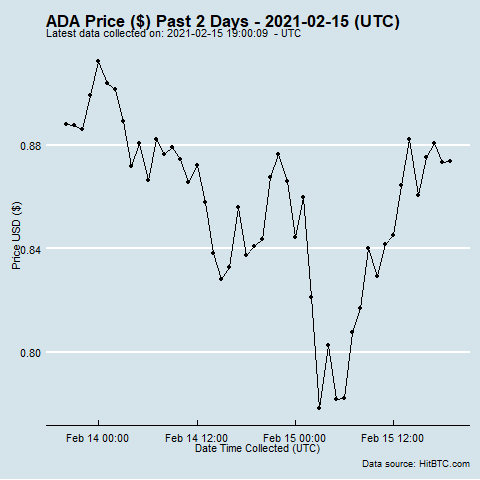 ADA Price ($) Past 2 Days - 2021-02-15 (UTC)
Latest data collected on: 2021-02-15 19:00:09 - UTC
Price USD ($)
0.88
0.84
0.80
Feb 14 00:00 Feb 14 12:00 Feb 15 00:00 Feb 15 12:00
Date Time Collected (UTC)
Data source: HitBTC.com